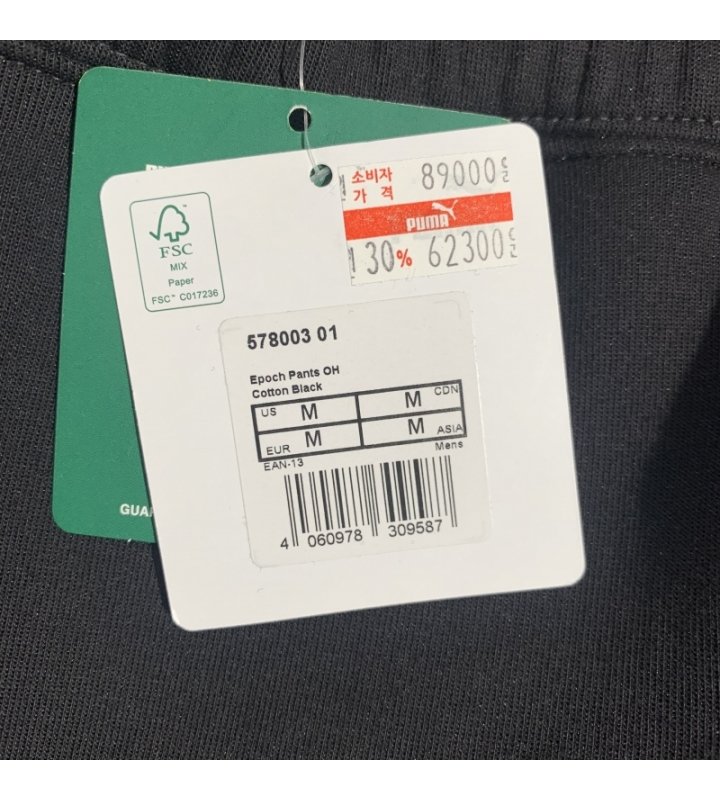 소비자 89000원
가 격
PUMA
30% 62300원
FSC
MIX
Paper
FSC™ C017236
578003 01
Epoch Pants OH
Cotton Black
US M M CDN
EUR M M ASIA
EAN-13 Mens
4 060978 309587